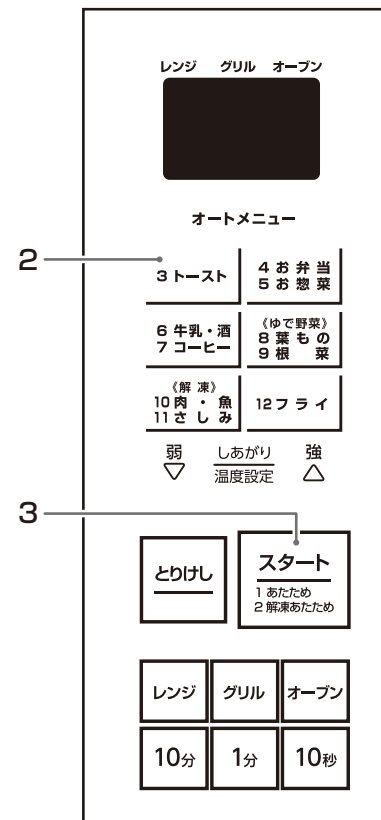 レンジ グリル オーブン
オートメニュー
2
3 トースト
4 お弁当
5 お惣菜
6 牛乳・酒
7 コーヒー
《ゆで野菜》
8 葉もの
9 根菜
《解凍》
10 肉・魚
11 さしみ
12 フライ
弱 しあがり 強
▽ 温度設定 △
3
とりけし
スタート
1 あたため
2 解凍あたため
レンジ グリル オーブン
10分 1分 10秒